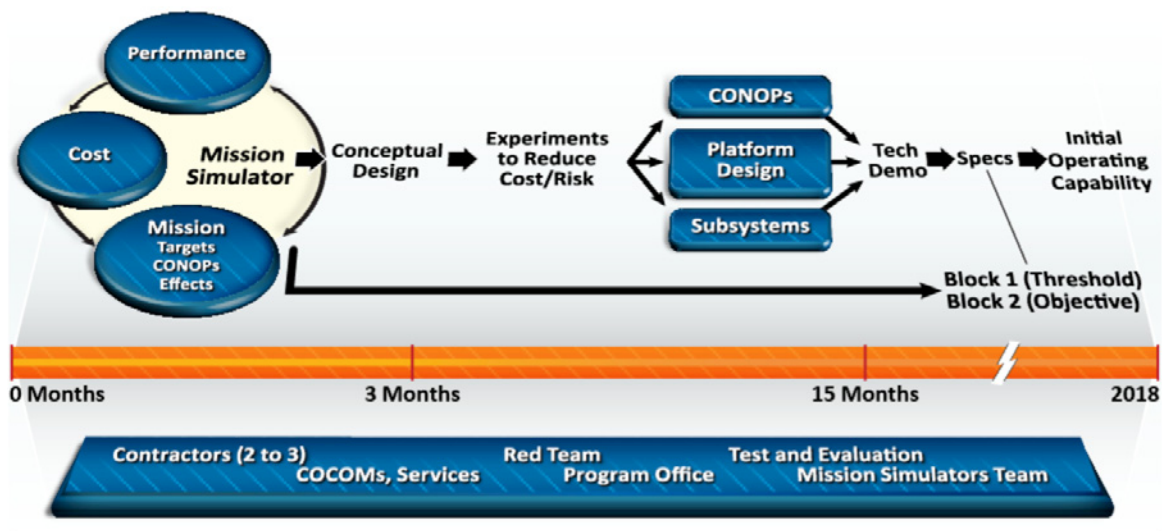 Performance
Cost
Mission
Simulator
Mission
Targets
CONOPs
Effects
Conceptual
Design
Experiments
to Reduce
Cost/Risk
CONOPs
Platform
Design
Subsystems
Tech
Demo
Specs
Initial
Operating
Capability
Block 1 (Threshold)
Block 2 (Objective)
0 Months
3 Months
15 Months
2018
Contractors (2 to 3)
COCOMs, Services
Red Team
Program Office
Test and Evaluation
Mission Simulators Team